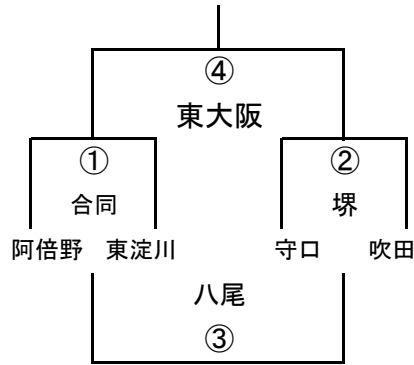 ④
東大阪
① ②
合同 堺
阿倍野 東淀川 守口 吹田
八尾
③